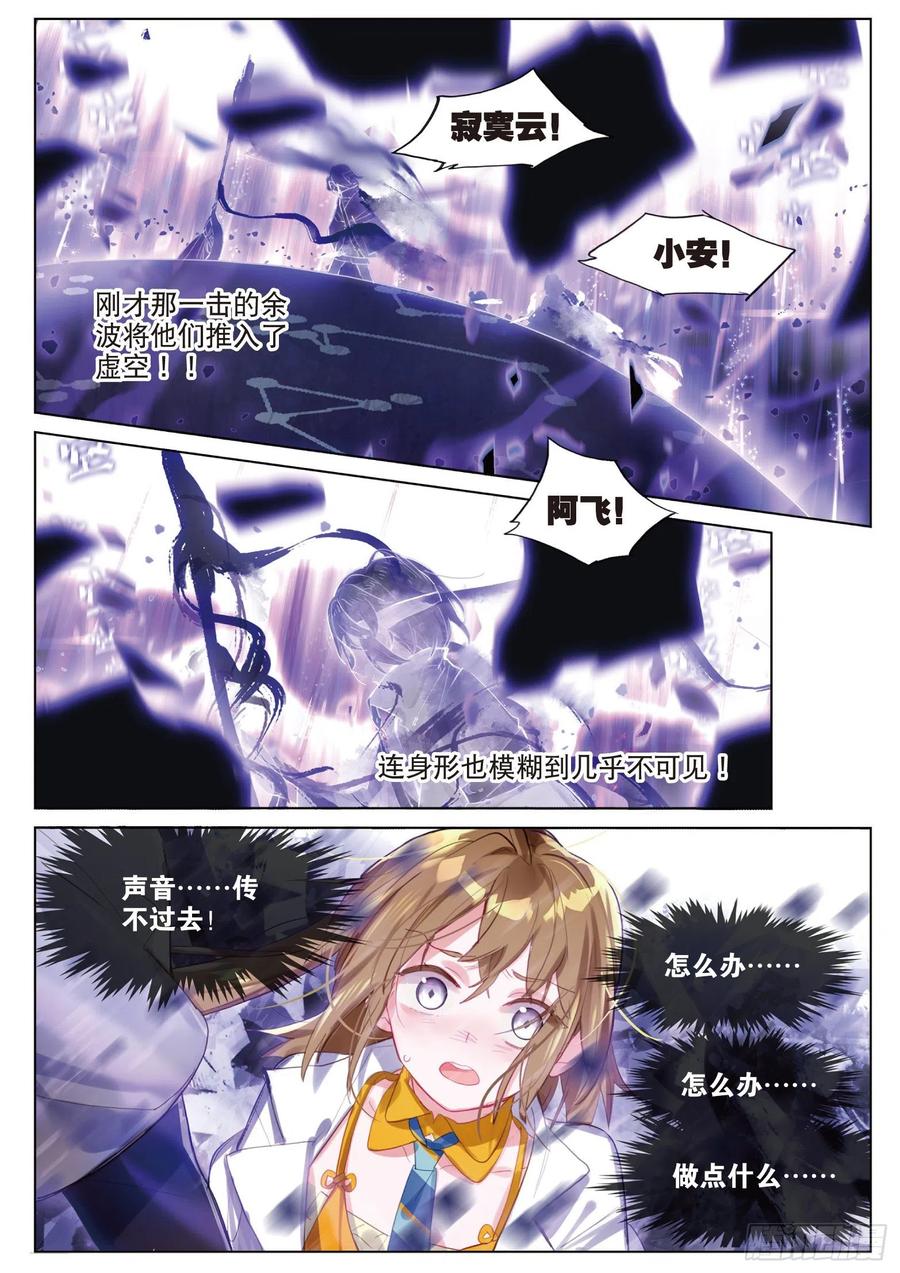 寂寞云！
小安！
刚才那一击的余
波将他们推入了
虚空！！
阿飞！
连身形也模糊到几乎不可见！
声音……传
不过去！
怎么办……
怎么办……
做点什么……